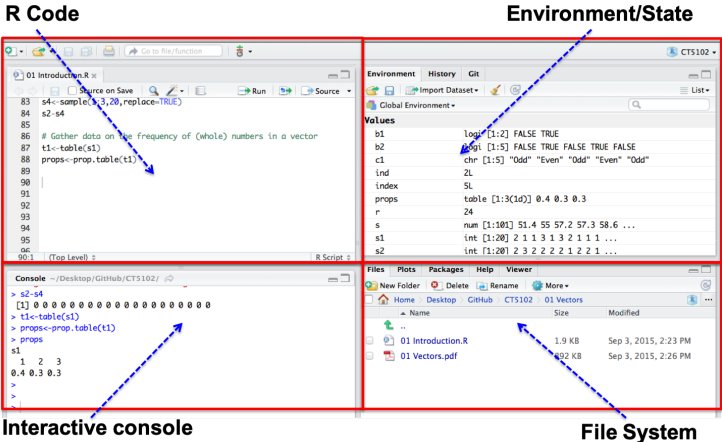 R Code
Environment/State
Go to file/function
CT5102
01 Introduction.R
Source on Save
Run
Source
83 s4<-sample(1:3,20,replace=TRUE)
84 s2-s4
85
86 # Gather data on the frequency of (whole) numbers in a vector
87 t1<-table(s1)
88 props<-prop.table(t1)
89
90
91
92
93
94
95
96
90:1 (Top Level) R Script
Environment History Git
Import Dataset List
Global Environment
Values
b1 logi [1:2] FALSE TRUE
b2 logi [1:5] FALSE TRUE FALSE TRUE FALSE
c1 chr [1:5] "Odd" "Even" "Odd" "Even" "Odd"
ind 2L
index 5L
props table [1:3(1d)] 0.4 0.3 0.3
r 24
s num [1:101] 51.4 55 57.2 57.3 58.6 ...
s1 int [1:20] 2 1 1 3 1 3 2 1 1 1 ...
s2 int [1:20] 2 3 2 2 2 2 1 2 2 1 ...
Console ~/Desktop/GitHub/CT5102/
> s2-s4
[1] 0 0 0 0 0 0 0 0 0 0 0 0 0 0 0 0 0 0 0 0
> t1<-table(s1)
> props<-prop.table(t1)
> props
s1
1 2 3
0.4 0.3 0.3
>
>
>
Files Plots Packages Help Viewer
New Folder Delete Rename More
Home Desktop GitHub CT5102 01 Vectors
Name Size Modified
..
01 Introduction.R 1.9 KB Sep 3, 2015, 2:23 PM
01 Vectors.pdf 892 KB Sep 3, 2015, 2:26 PM
Interactive console
File System